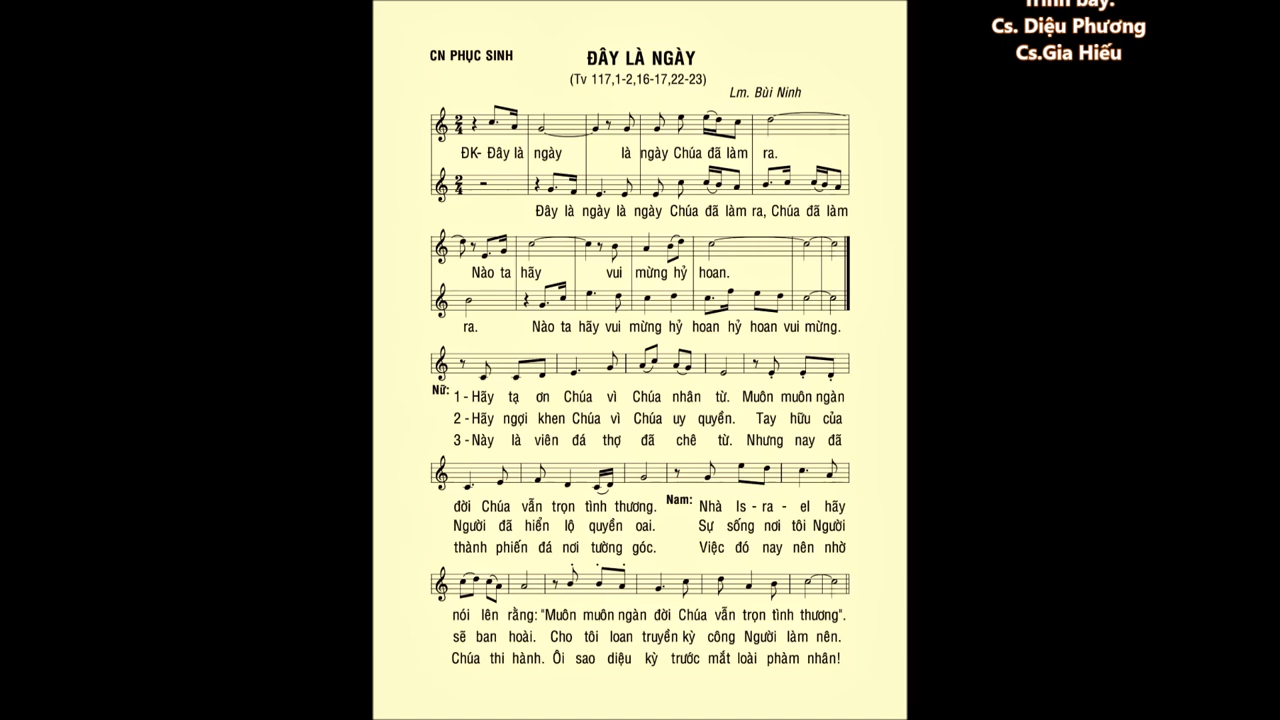 Trình bày:
Cs. Diệu Phương
Cs.Gia Hiếu
CN PHỤC SINH
ĐÂY LÀ NGÀY
(Tv 117,1-2,16-17,22-23)
Lm. Bùi Ninh
ĐK- Đây là ngày là ngày Chúa đã làm ra.
Đây là ngày là ngày Chúa đã làm ra, Chúa đã làm
Nào ta hãy vui mừng hỷ hoan.
ra. Nào ta hãy vui mừng hỷ hoan hỷ hoan vui mừng.
Nữ: 1 - Hãy tạ ơn Chúa vì Chúa nhân từ. Muôn muôn ngàn
2 - Hãy ngợi khen Chúa vì Chúa uy quyền. Tay hữu của
3 - Này là viên đá thợ đã chê từ. Nhưng nay đã
đời Chúa vẫn trọn tình thương. Nam: Nhà Is - ra - el hãy
Người đã hiển lộ quyền oai. Sự sống nơi tôi Người
thành phiến đá nơi tường góc. Việc đó nay nên nhờ
nói lên rằng: "Muôn muôn ngàn đời Chúa vẫn trọn tình thương".
sẽ ban hoài. Cho tôi loan truyền kỳ công Người làm nên.
Chúa thi hành. Ôi sao diệu kỳ trước mắt loài phàm nhân!